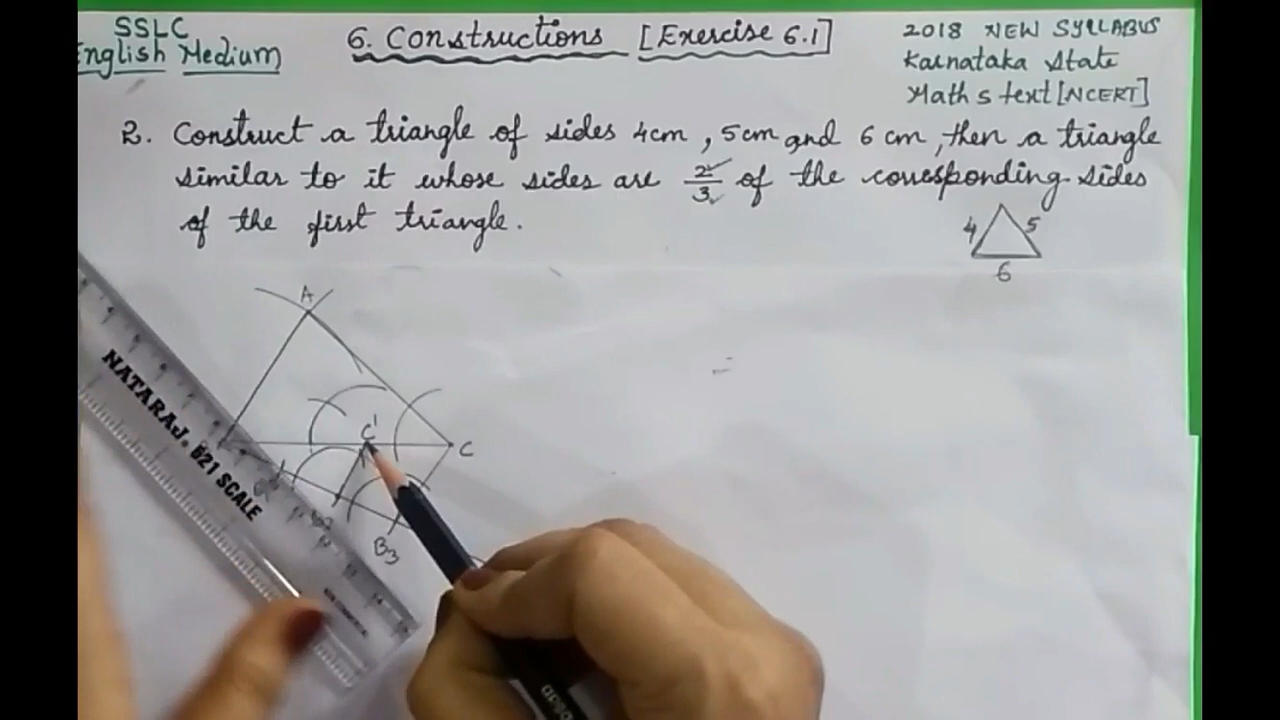 SSLC
English Medium
6. Constructions [Exercise 6.1]
2018 NEW SYLLABUS
Karnataka State
Maths text [NCERT]
2. Construct a triangle of sides 4cm, 5cm and 6 cm, then a triangle
similar to it whose sides are 2/3 of the corresponding sides
of the first triangle.
4 5
6
A
C'
C
B3
NATARAJ 621 SCALE